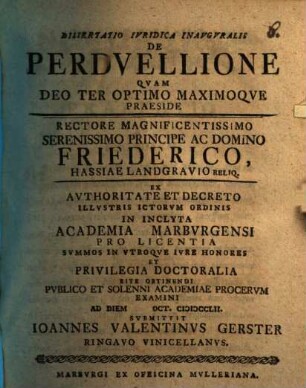 DISSERTATIO IVRIDICA INAVGVRALIS
DE
PERDVELLIONE
QVAM
DEO TER OPTIMO MAXIMOQVE
PRAESIDE
RECTORE MAGNIFICENTISSIMO
SERENISSIMO PRINCIPE AC DOMINO
FRIEDERICO,
HASSIAE LANDGRAVIO RELIQ.
EX
AVTHORITATE ET DECRETO
ILLVSTRIS ICTORVM ORDINIS
IN INCLYTA
ACADEMIA MARBVRGENSI
PRO LICENTIA
SVMMOS IN VTROQVE IVRE HONORES
ET
PRIVILEGIA DOCTORALIA
RITE OBTINENDI
PVBLICO ET SOLENNI ACADEMIAE PROCERVM
EXAMINI
AD DIEM OCT. CIƆIƆCCLII.
SVBMITTIT
IOANNES VALENTINVS GERSTER
RINGAVO VINICELLANVS.
MARBVRGI EX OFFICINA MVLLERIANA.